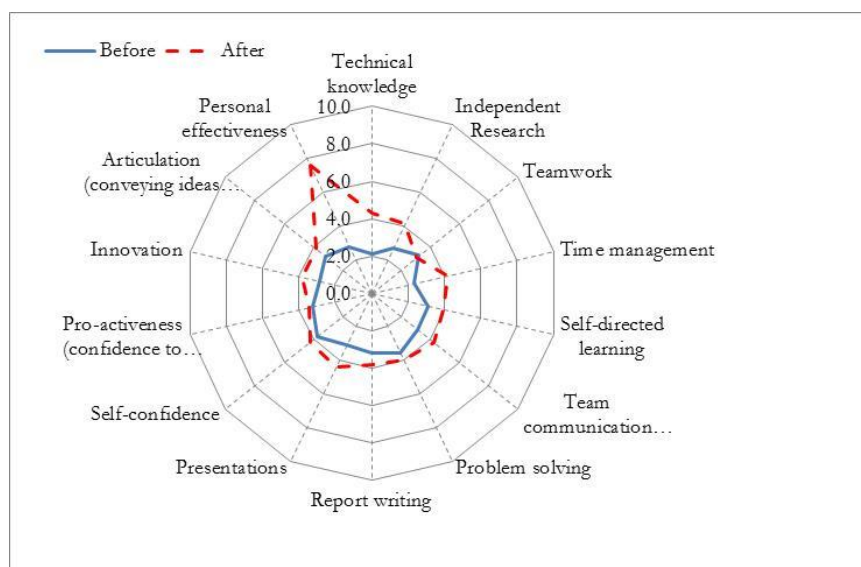 Before
After
Technical
knowledge
Independent
Research
Teamwork
Time management
Self-directed
learning
Team
communication…
Problem solving
Report writing
Presentations
Self-confidence
Pro-activeness
(confidence to…
Innovation
Articulation
(conveying ideas…
Personal
effectiveness
10.0
8.0
6.0
4.0
2.0
0.0